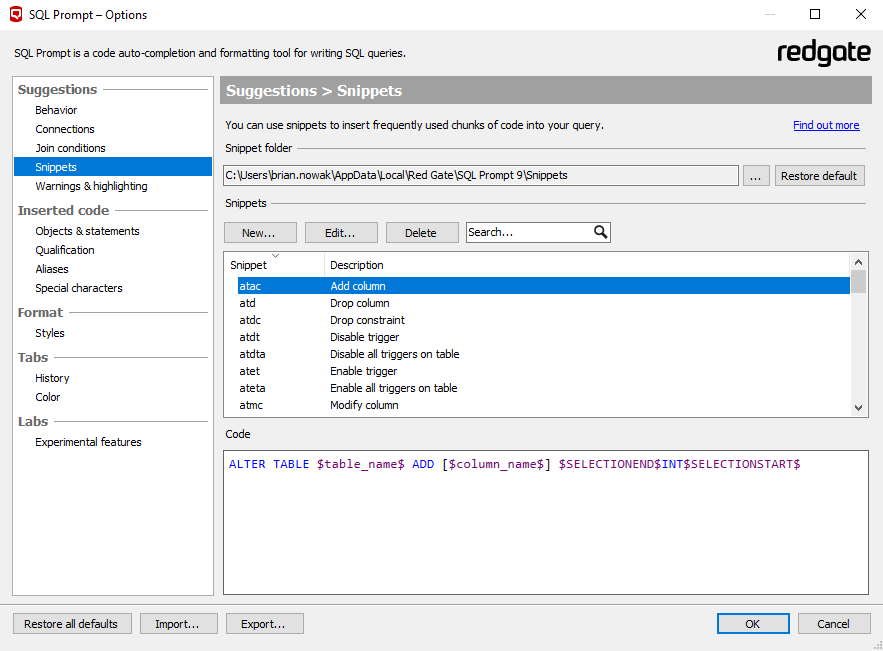 SQL Prompt – Options
SQL Prompt is a code auto-completion and formatting tool for writing SQL queries.
redgate
Suggestions
Behavior
Connections
Join conditions
Snippets
Warnings & highlighting
Inserted code
Objects & statements
Qualification
Aliases
Special characters
Format
Styles
Tabs
History
Color
Labs
Experimental features
Suggestions > Snippets
You can use snippets to insert frequently used chunks of code into your query. Find out more
Snippet folder
C:\Users\brian.nowak\AppData\Local\Red Gate\SQL Prompt 9\Snippets ... Restore default
Snippets
New... Edit... Delete Search...
Snippet Description
atac Add column
atd Drop column
atdc Drop constraint
atdt Disable trigger
atdta Disable all triggers on table
atet Enable trigger
ateta Enable all triggers on table
atmc Modify column
Code
ALTER TABLE $table_name$ ADD [$column_name$] $SELECTIONEND$INT$SELECTIONSTART$
Restore all defaults Import... Export... OK Cancel